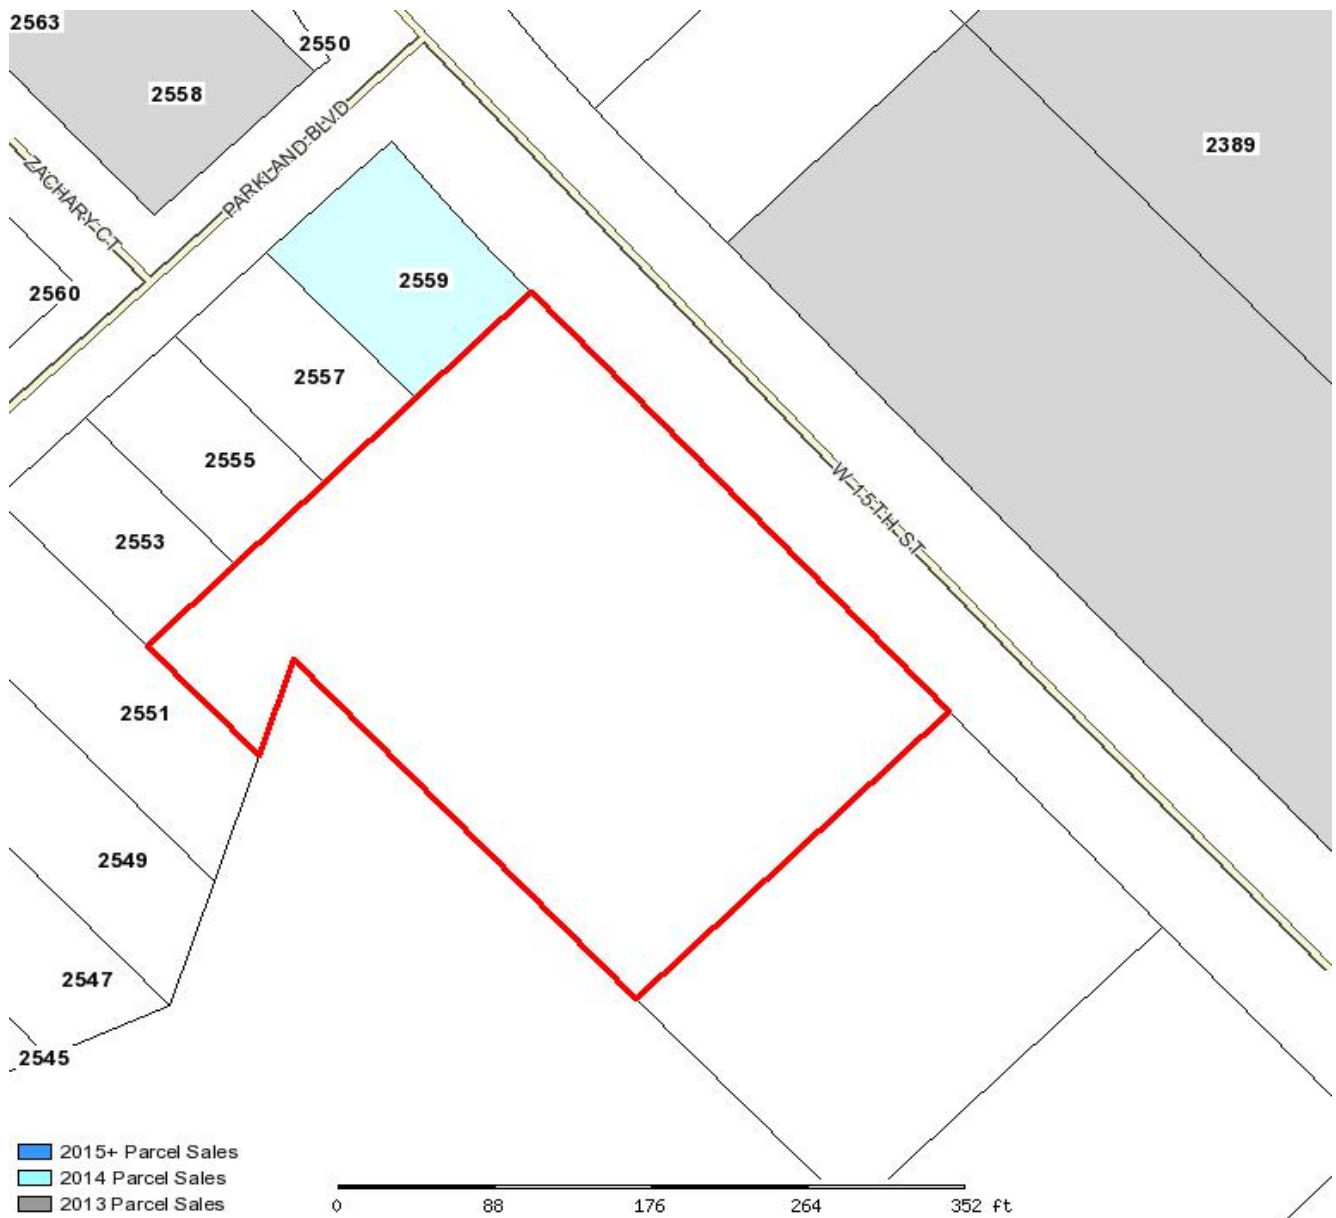 2563
2550
2558
2389
PARKLAND BLVD
ZACHARY CT
2559
2560
2557
2555
W 15TH ST
2553
2551
2549
2547
2545
2015+ Parcel Sales
2014 Parcel Sales
2013 Parcel Sales
0 88 176 264 352 ft